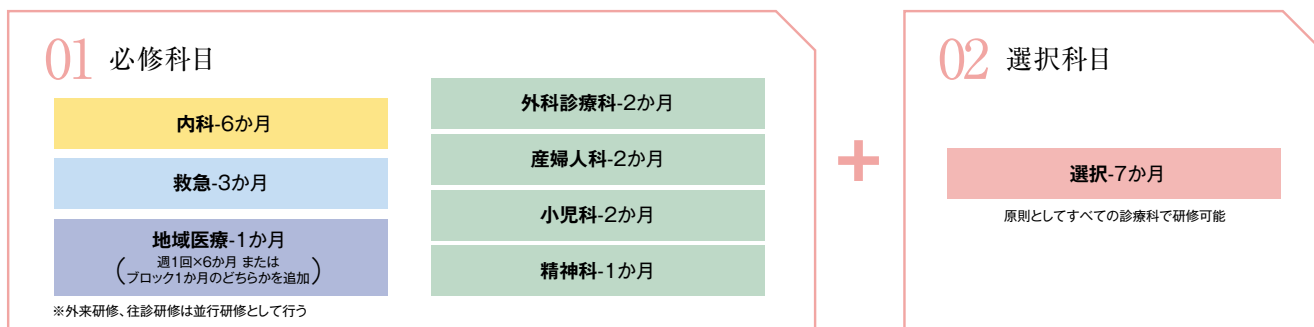 01 必修科目
内科-6か月
救急-3か月
地域医療-1か月
(週1回×6か月 または
ブロック1か月のどちらかを追加)
※外来研修、往診研修は並行研修として行う
外科診療科-2か月
産婦人科-2か月
小児科-2か月
精神科-1か月
+
02 選択科目
選択-7か月
原則としてすべての診療科で研修可能